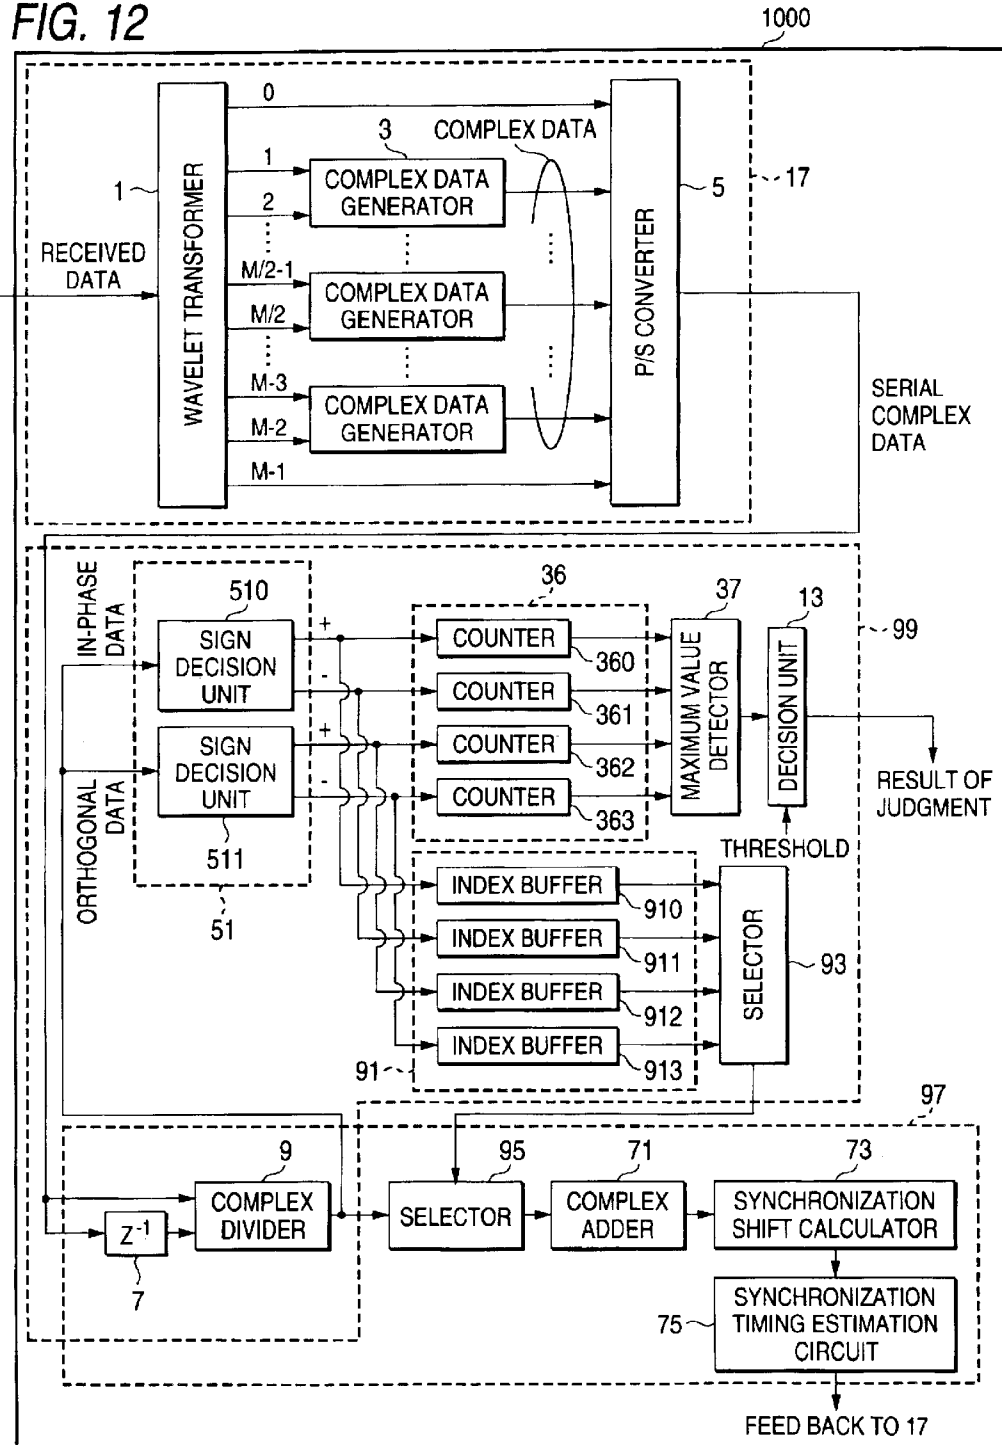 FIG. 12
1000
0
3
COMPLEX DATA
1
COMPLEX DATA
GENERATOR
1
2
5
17
RECEIVED
DATA
WAVELET TRANSFORMER
M/2-1
COMPLEX DATA
GENERATOR
M/2
P/S CONVERTER
M-3
COMPLEX DATA
GENERATOR
M-2
M-1
SERIAL
COMPLEX
DATA
IN-PHASE
DATA
510
SIGN
DECISION
UNIT
+
-
36
COUNTER
360
COUNTER
361
37
MAXIMUM VALUE
DETECTOR
13
DECISION UNIT
99
ORTHOGONAL DATA
SIGN
DECISION
UNIT
511
51
+
-
COUNTER
362
COUNTER
363
RESULT OF
JUDGMENT
THRESHOLD
INDEX BUFFER
910
INDEX BUFFER
911
INDEX BUFFER
912
INDEX BUFFER
913
91
SELECTOR
93
97
9
COMPLEX
DIVIDER
Z-1
7
95
SELECTOR
71
COMPLEX
ADDER
73
SYNCHRONIZATION
SHIFT CALCULATOR
75
SYNCHRONIZATION
TIMING ESTIMATION
CIRCUIT
FEED BACK TO 17